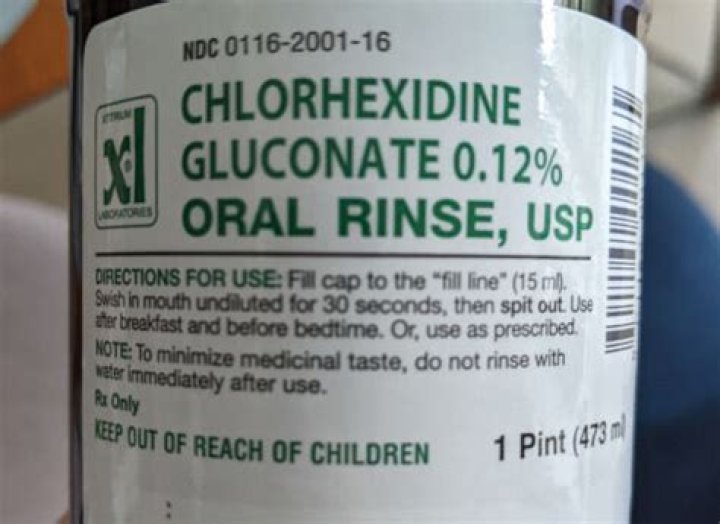 NDC 0116-2001-16
CHLORHEXIDINE
GLUCONATE 0.12%
ORAL RINSE, USP
XTTRIUM
x·l
LABORATORIES
DIRECTIONS FOR USE: Fill cap to the "fill line" (15 ml).
Swish in mouth undiluted for 30 seconds, then spit out. Use
after breakfast and before bedtime. Or, use as prescribed.
NOTE: To minimize medicinal taste, do not rinse with
water immediately after use.
Rx Only
KEEP OUT OF REACH OF CHILDREN
1 Pint (473 ml)